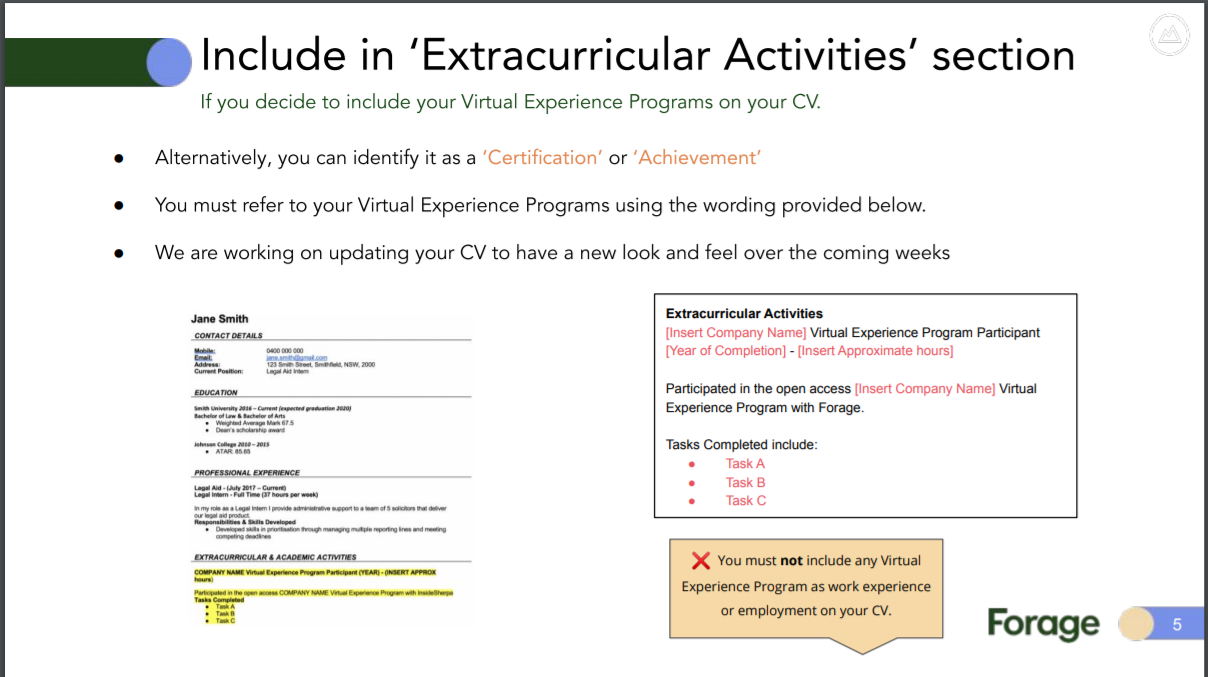 Include in ‘Extracurricular Activities’ section
If you decide to include your Virtual Experience Programs on your CV.
● Alternatively, you can identify it as a ‘Certification’ or ‘Achievement’
● You must refer to your Virtual Experience Programs using the wording provided below.
● We are working on updating your CV to have a new look and feel over the coming weeks
Jane Smith
CONTACT DETAILS
Mobile: 0400 000 000
Email: jane.smith@gmail.com
Address: 123 Smith Street, Smithfield, NSW, 2000
Current Position: Legal Aid Intern
EDUCATION
Smith University 2016 – Current (expected graduation 2020)
Bachelor of Law & Bachelor of Arts
● Weighted Average Mark 67.5
● Dean's scholarship award
Johnson College 2010 – 2015
● ATAR: 85.65
PROFESSIONAL EXPERIENCE
Legal Aid - (July 2017 – Current)
Legal Intern - Full Time (37 hours per week)
In my role as a Legal Intern I provide administrative support to a team of 5 solicitors that deliver
our legal aid product.
Responsibilities & Skills Developed
● Developed skills in prioritisation through managing multiple reporting lines and meeting
competing deadlines
EXTRACURRICULAR & ACADEMIC ACTIVITIES
COMPANY NAME Virtual Experience Program Participant (YEAR) - (INSERT APPROX
hours)
Participated in the open access COMPANY NAME Virtual Experience Program with InsideSherpa
Tasks Completed
● Task A
● Task B
● Task C
Extracurricular Activities
[Insert Company Name] Virtual Experience Program Participant
[Year of Completion] - [Insert Approximate hours]
Participated in the open access [Insert Company Name] Virtual
Experience Program with Forage.
Tasks Completed include:
● Task A
● Task B
● Task C
❌ You must not include any Virtual
Experience Program as work experience
or employment on your CV.
Forage
5